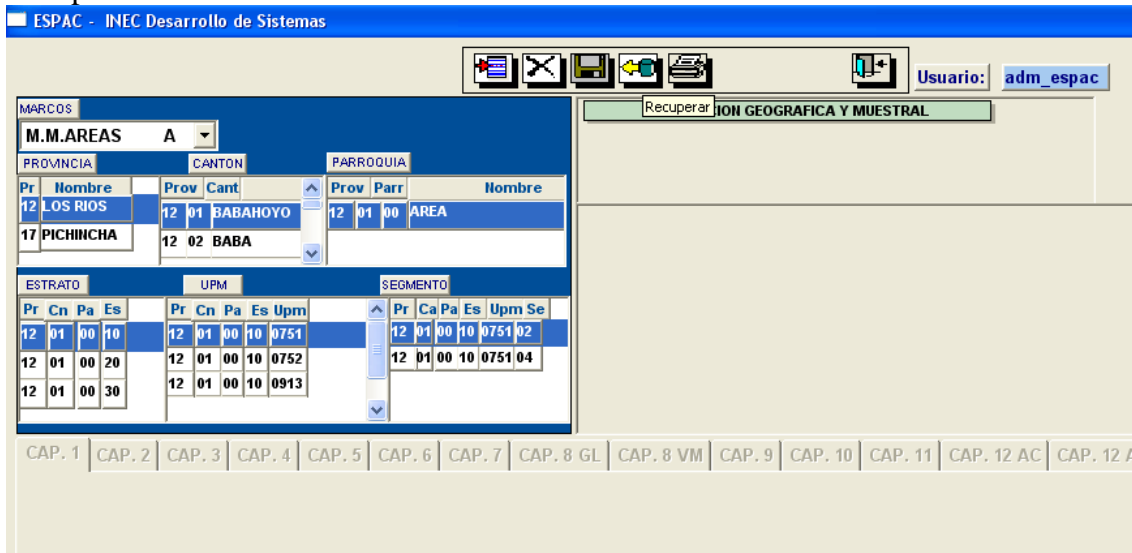 ESPAC - INEC Desarrollo de Sistemas
Usuario: adm_espac
Recuperar
ION GEOGRAFICA Y MUESTRAL
MARCOS
M.M.AREAS A
PROVINCIA CANTON PARROQUIA
Pr Nombre Prov Cant Prov Parr Nombre
12 LOS RIOS 12 01 BABAHOYO 12 01 00 AREA
17 PICHINCHA 12 02 BABA
ESTRATO UPM SEGMENTO
Pr Cn Pa Es Pr Cn Pa Es Upm Pr Ca Pa Es Upm Se
12 01 00 10 12 01 00 10 0751 12 01 00 10 0751 02
12 01 00 20 12 01 00 10 0752 12 01 00 10 0751 04
12 01 00 30 12 01 00 10 0913
CAP. 1 CAP. 2 CAP. 3 CAP. 4 CAP. 5 CAP. 6 CAP. 7 CAP. 8 GL CAP. 8 VM CAP. 9 CAP. 10 CAP. 11 CAP. 12 AC CAP. 12